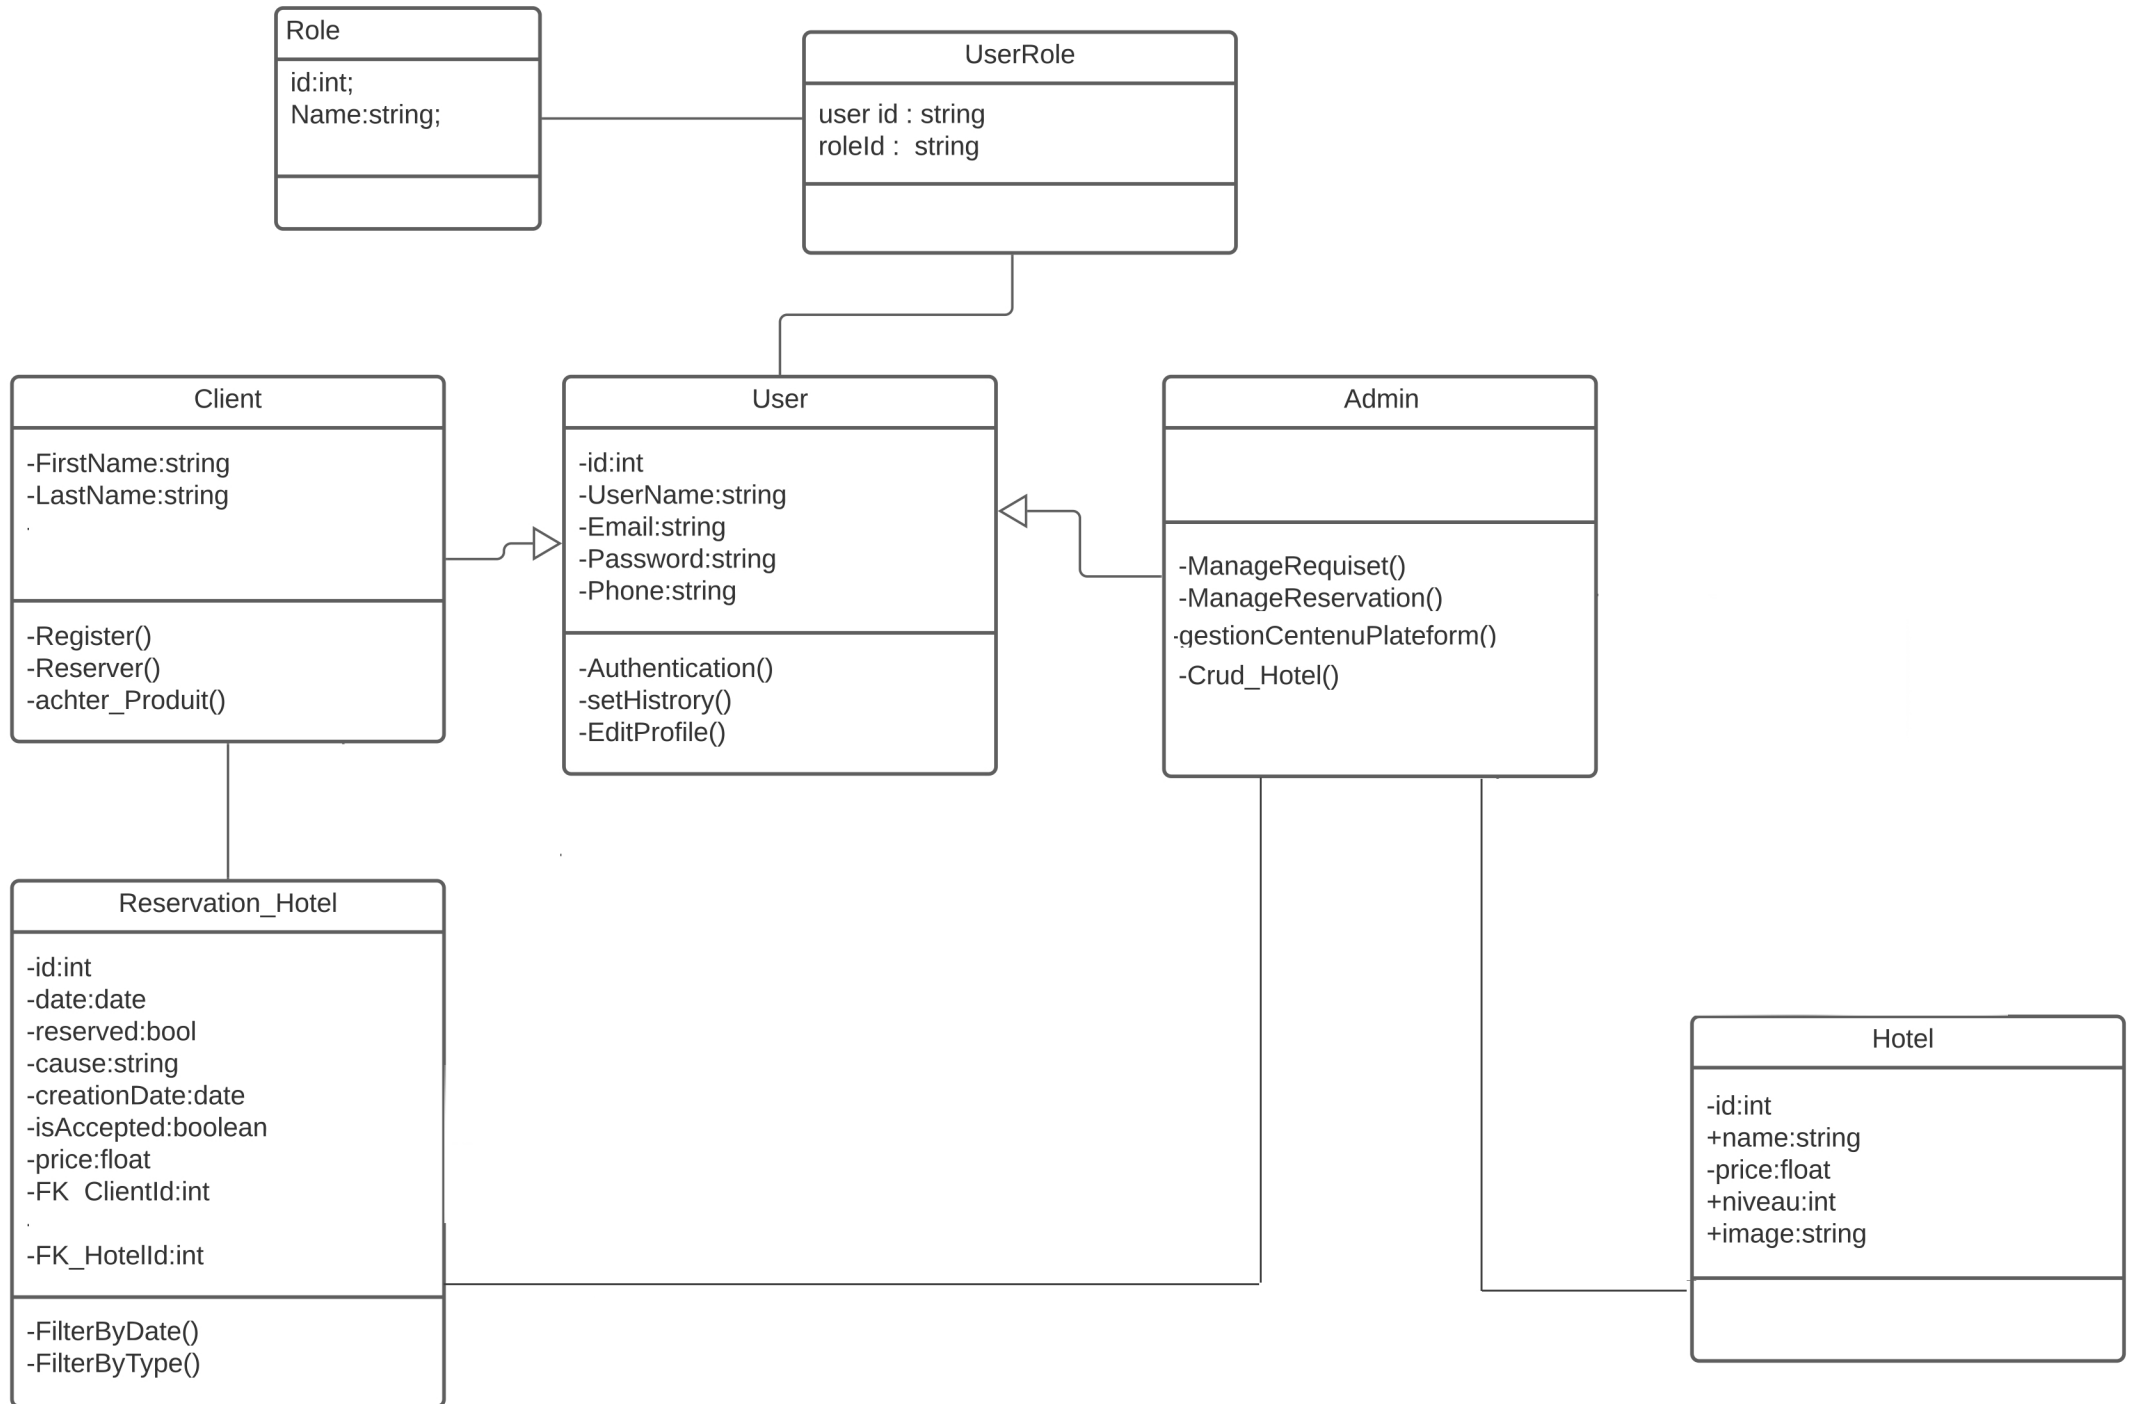 Role
id:int;
Name:string;
UserRole
user id : string
roleId :  string
Client
-FirstName:string
-LastName:string
-Register()
-Reserver()
-achter_Produit()
User
-id:int
-UserName:string
-Email:string
-Password:string
-Phone:string
-Authentication()
-setHistrory()
-EditProfile()
Admin
-ManageRequiset()
-ManageReservation()
-gestionCentenuPlateform()
-Crud_Hotel()
Reservation_Hotel
-id:int
-date:date
-reserved:bool
-cause:string
-creationDate:date
-isAccepted:boolean
-price:float
-FK  ClientId:int
-FK_HotelId:int
-FilterByDate()
-FilterByType()
Hotel
-id:int
+name:string
-price:float
+niveau:int
+image:string